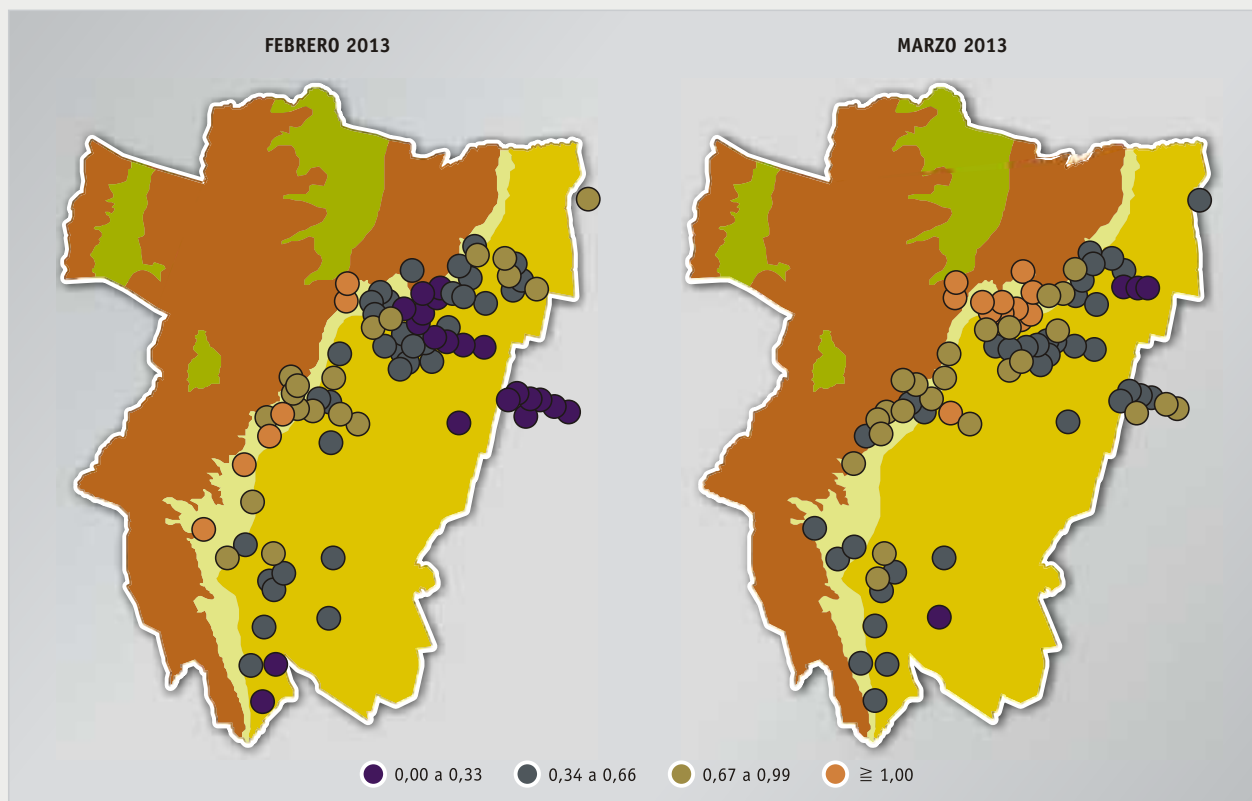 FEBRERO 2013
MARZO 2013
0,00 a 0,33
0,34 a 0,66
0,67 a 0,99
≧ 1,00